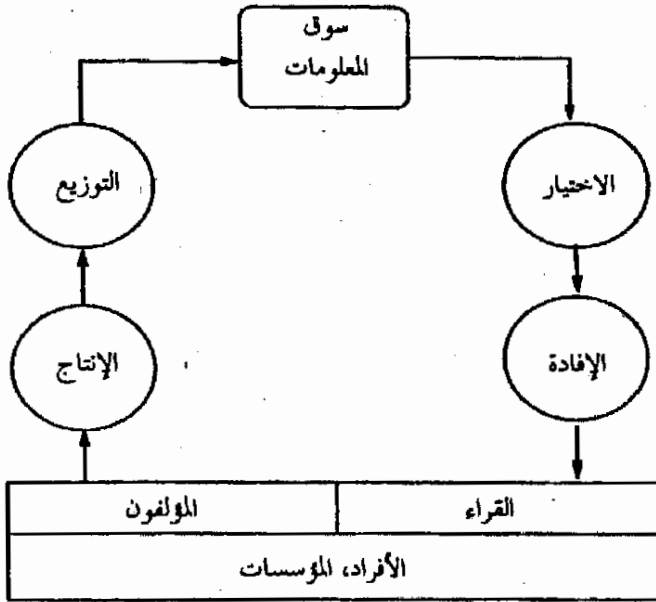 سوق
المعلومات
الاختيار
التوزيع
الإفادة
الإنتاج
القراء
المؤلفون
الأفراد، المؤسسات